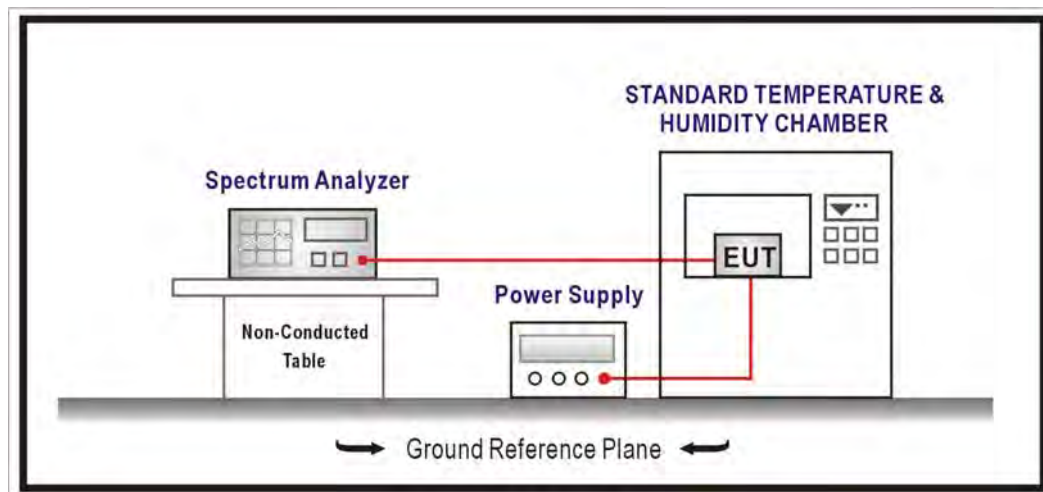 STANDARD TEMPERATURE &
HUMIDITY CHAMBER
Spectrum Analyzer
EUT
Power Supply
Non-Conducted
Table
Ground Reference Plane